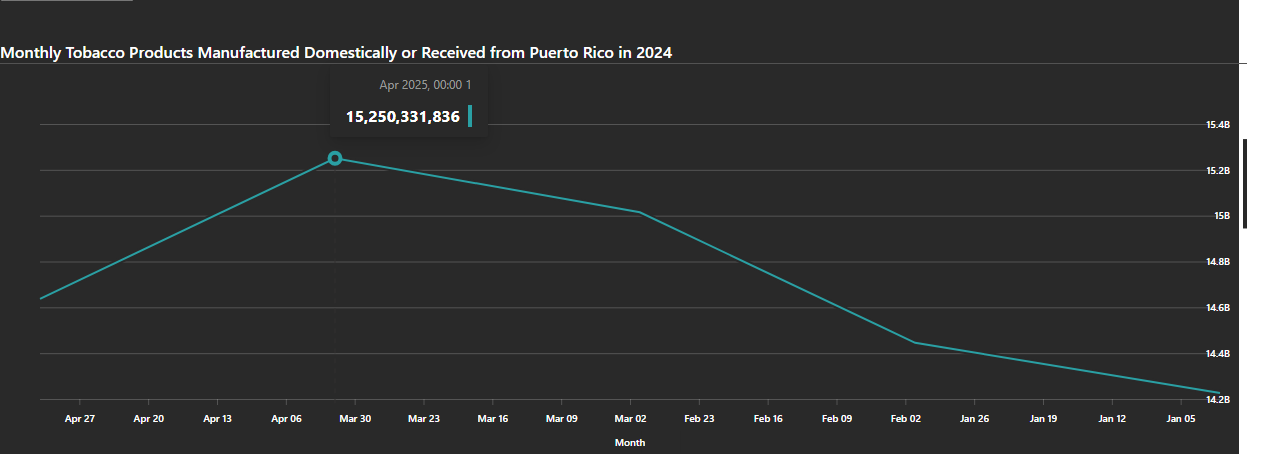 Monthly Tobacco Products Manufactured Domestically or Received from Puerto Rico in 2024
Apr 2025, 00:00 1
15,250,331,836
15.4B
15.2B
15B
14.8B
14.6B
14.4B
14.2B
Apr 27 Apr 20 Apr 13 Apr 06 Mar 30 Mar 23 Mar 16 Mar 09 Mar 02 Feb 23 Feb 16 Feb 09 Feb 02 Jan 26 Jan 19 Jan 12 Jan 05
Month